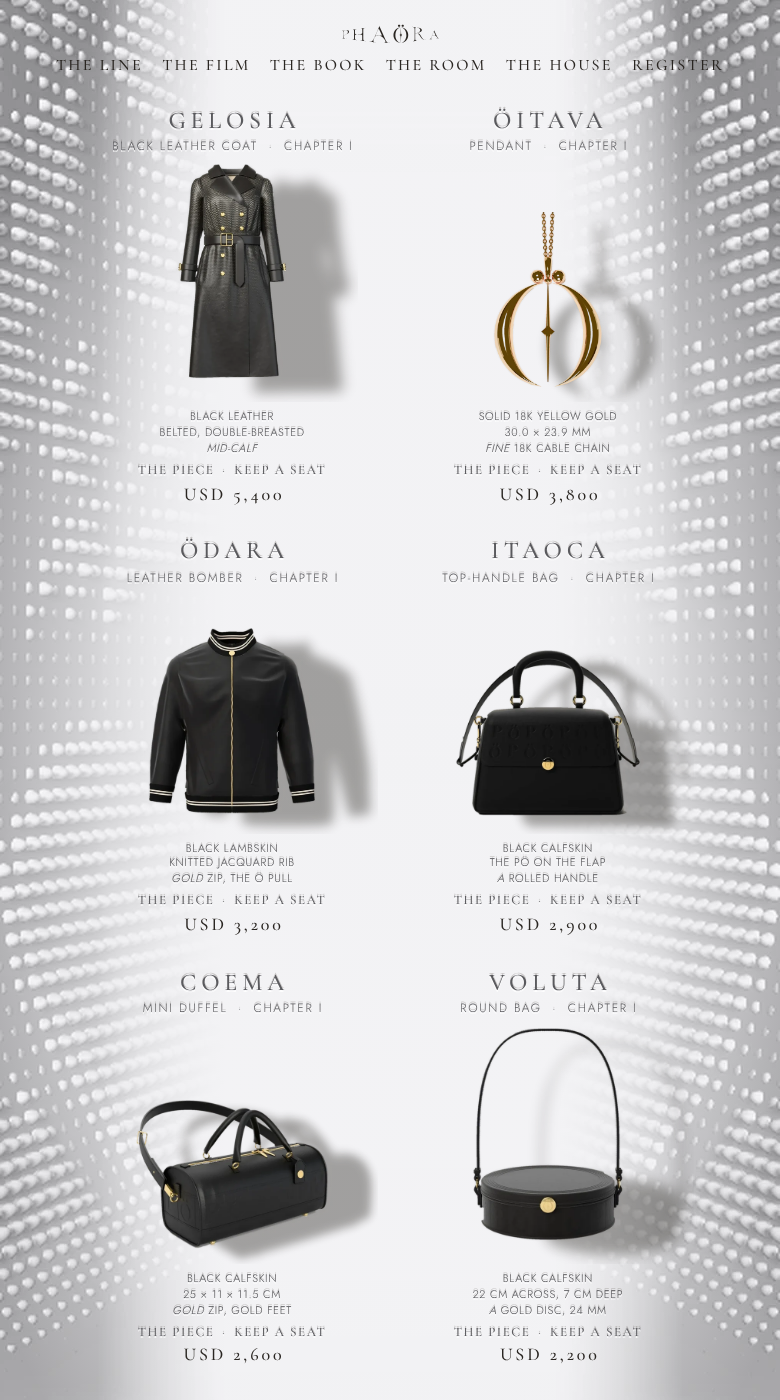 PHAÖRA
THE LINE THE FILM THE BOOK THE ROOM THE HOUSE REGISTER
GELOSIA
BLACK LEATHER COAT · CHAPTER I
BLACK LEATHER
BELTED, DOUBLE-BREASTED
MID-CALF
THE PIECE · KEEP A SEAT
USD 5,400
ÖITAVA
PENDANT · CHAPTER I
SOLID 18K YELLOW GOLD
30.0 × 23.9 MM
FINE 18K CABLE CHAIN
THE PIECE · KEEP A SEAT
USD 3,800
ÖDARA
LEATHER BOMBER · CHAPTER I
BLACK LAMBSKIN
KNITTED JACQUARD RIB
GOLD ZIP, THE Ö PULL
THE PIECE · KEEP A SEAT
USD 3,200
ITAOCA
TOP-HANDLE BAG · CHAPTER I
BLACK CALFSKIN
THE PÖ ON THE FLAP
A ROLLED HANDLE
THE PIECE · KEEP A SEAT
USD 2,900
COEMA
MINI DUFFEL · CHAPTER I
BLACK CALFSKIN
25 × 11 × 11.5 CM
GOLD ZIP, GOLD FEET
THE PIECE · KEEP A SEAT
USD 2,600
VOLUTA
ROUND BAG · CHAPTER I
BLACK CALFSKIN
22 CM ACROSS, 7 CM DEEP
A GOLD DISC, 24 MM
THE PIECE · KEEP A SEAT
USD 2,200